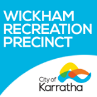 WICKHAM
RECREATION
PRECINCT
City of
Karratha